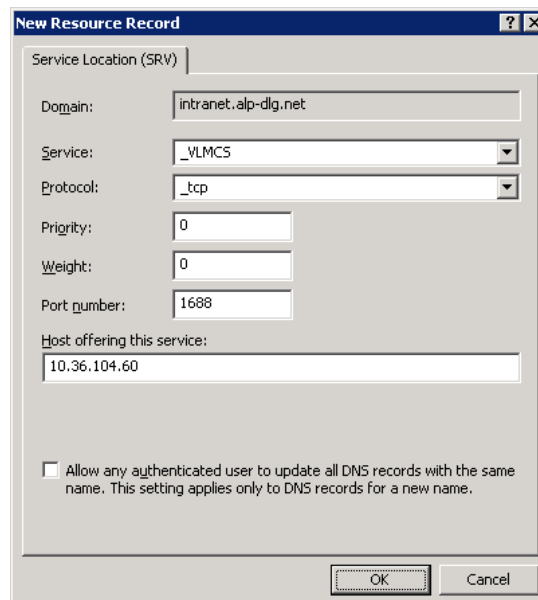 New Resource Record
Service Location (SRV)
Domain: intranet.alp-dlg.net
Service: _VLMCS
Protocol: _tcp
Priority: 0
Weight: 0
Port number: 1688
Host offering this service:
10.36.104.60
Allow any authenticated user to update all DNS records with the same
name. This setting applies only to DNS records for a new name.
OK Cancel